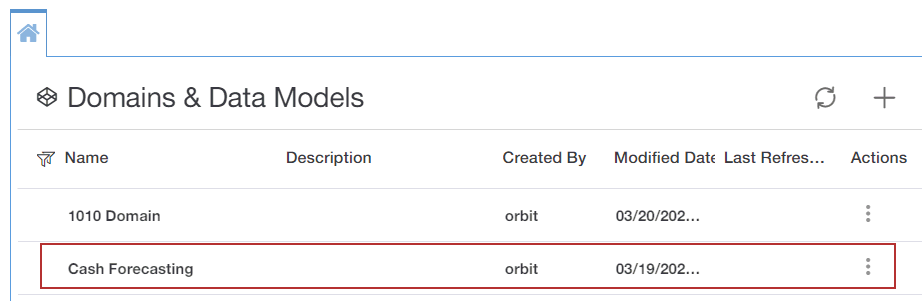 Domains & Data Models
Name Description Created By Modified Date Last Refres... Actions
1010 Domain orbit 03/20/202...
Cash Forecasting orbit 03/19/202...